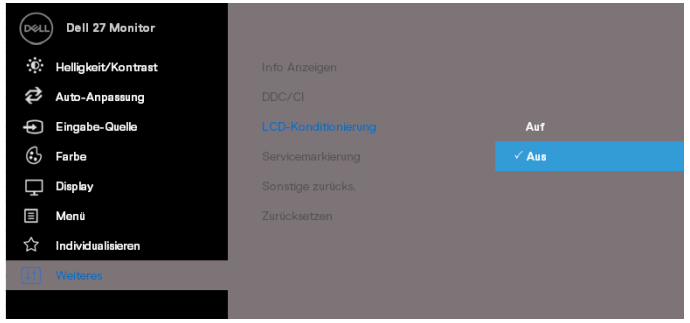 DELL Dell 27 Monitor
Helligkeit/Kontrast
Auto-Anpassung
Eingabe-Quelle
Farbe
Display
Menü
Individualisieren
Weiteres
Info Anzeigen
DDC/CI
LCD-Konditionierung
Servicemarkierung
Sonstige zurücks.
Zurücksetzen
Auf
✓ Aus